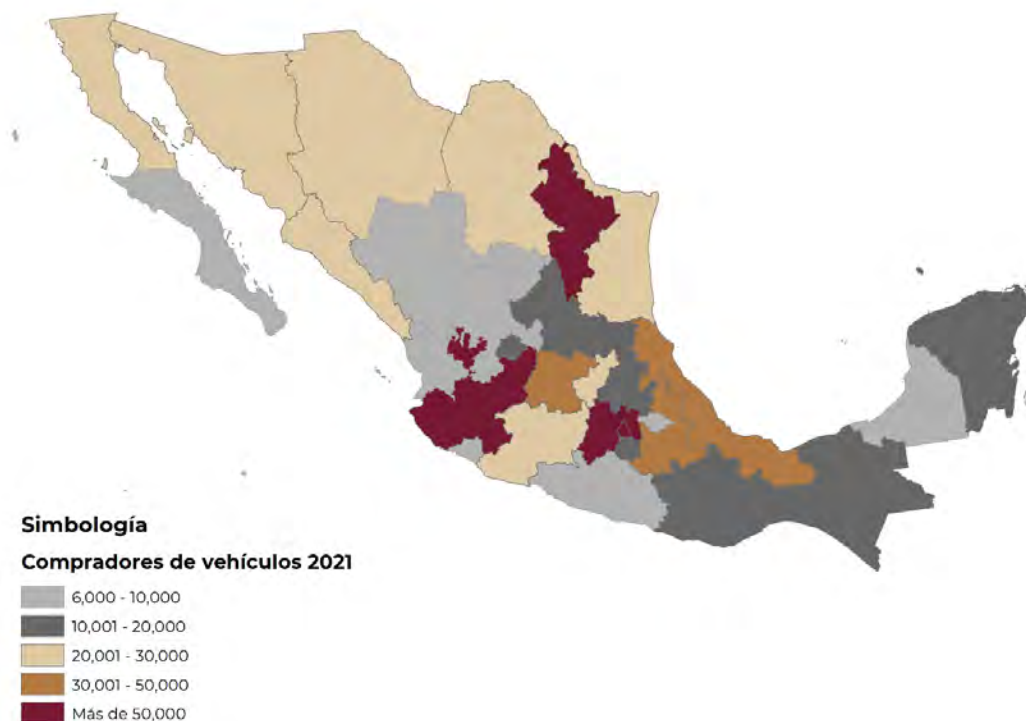 Simbología
Compradores de vehículos 2021
6,000 - 10,000
10,001 - 20,000
20,001 - 30,000
30,001 - 50,000
Más de 50,000